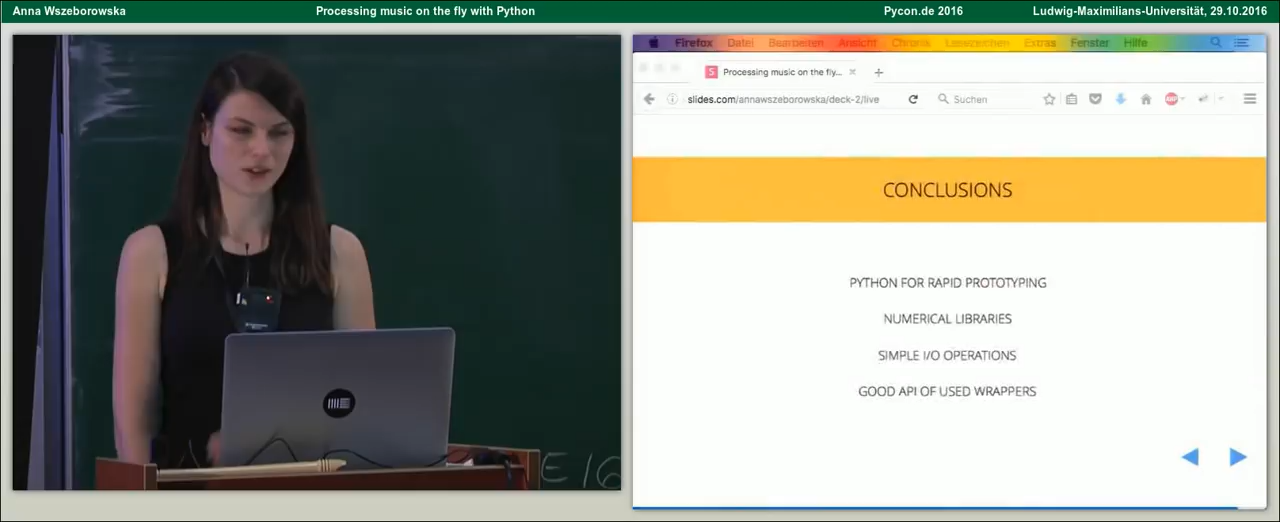 Anna Wszeborowska
Processing music on the fly with Python
Pycon.de 2016
Ludwig-Maximilians-Universität, 29.10.2016
Firefox Datei Bearbeiten Ansicht Chronik Lesezeichen Extras Fenster Hilfe
S Processing music on the fly...
slides.com/annawszeborowska/deck-2/live
Suchen
ABP
CONCLUSIONS
PYTHON FOR RAPID PROTOTYPING
NUMERICAL LIBRARIES
SIMPLE I/O OPERATIONS
GOOD API OF USED WRAPPERS
E 16